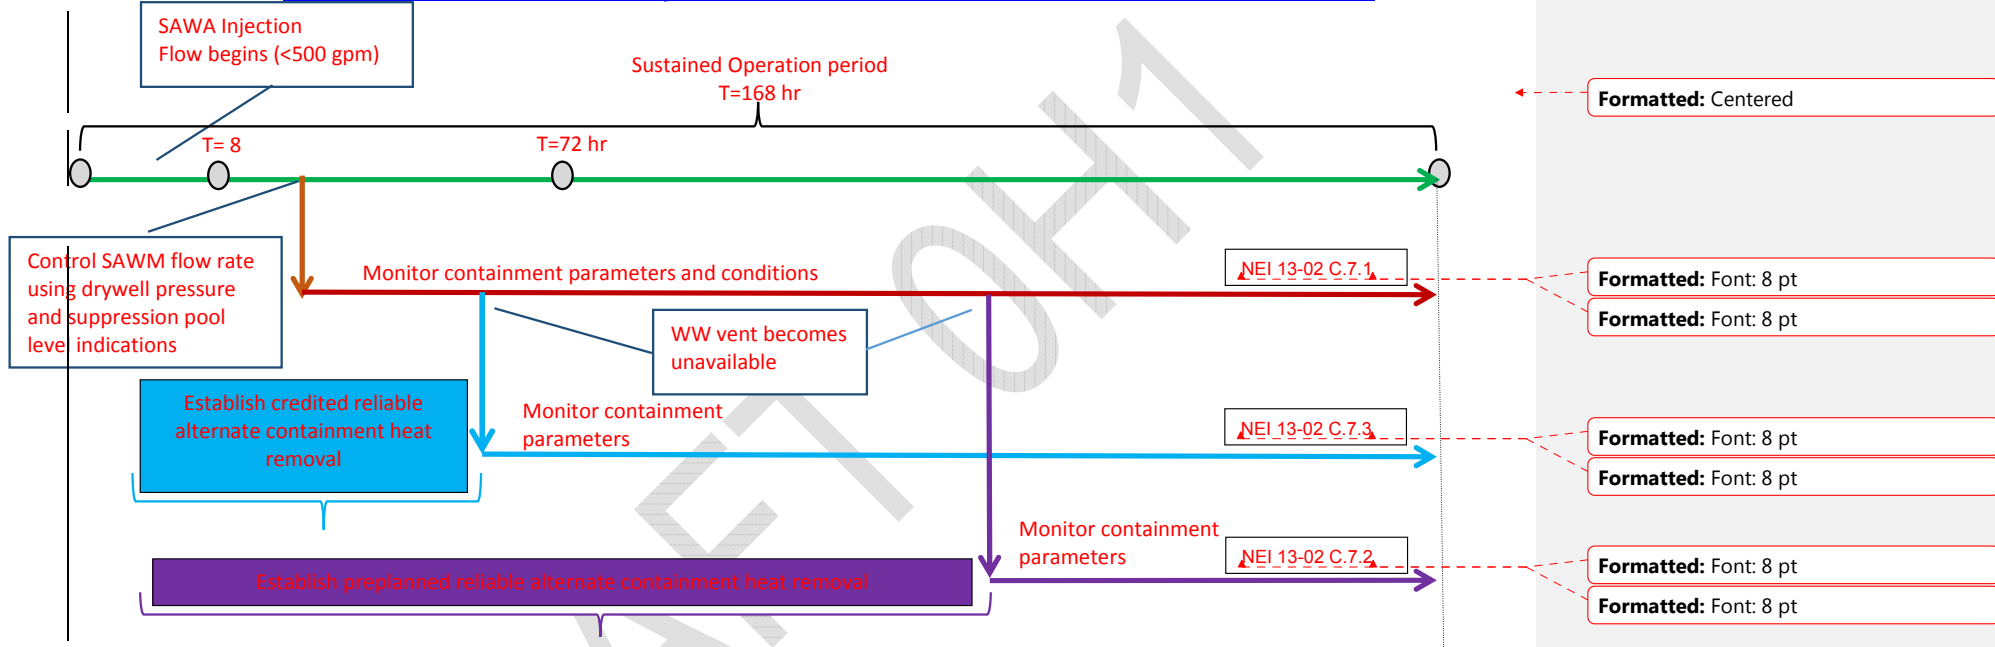 SAWA Injection
Flow begins (<500 gpm)
Sustained Operation period
T=168 hr
Formatted: Centered
T= 8
T=72 hr
Control SAWM flow rate
using drywell pressure
and suppression pool
level indications
Monitor containment parameters and conditions
NEI 13-02 C.7.1
Formatted: Font: 8 pt
Formatted: Font: 8 pt
WW vent becomes
unavailable
Establish credited reliable
alternate containment heat
removal
Monitor containment
parameters
NEI 13-02 C.7.3
Formatted: Font: 8 pt
Formatted: Font: 8 pt
Monitor containment
parameters
NEI 13-02 C.7.2
Formatted: Font: 8 pt
Formatted: Font: 8 pt
Establish preplanned reliable alternate containment heat removal
AFT 0H1